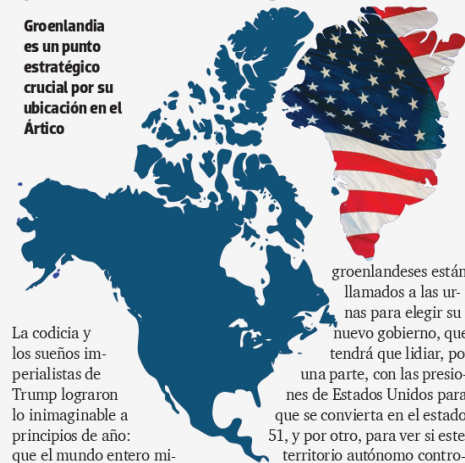 Groenlandia
es un punto
estratégico
crucial por su
ubicación en el
Ártico
La codicia y
los sueños im-
perialistas de
Trump lograron
lo inimaginable a
principios de año:
que el mundo entero mi-
groenlandeses están
llamados a las ur-
nas para elegir su
nuevo gobierno, que
tendrá que lidiar, po
una parte, con las presio-
nes de Estados Unidos para
que se convierta en el estado
51, y por otro, para ver si este
territorio autónomo contro-